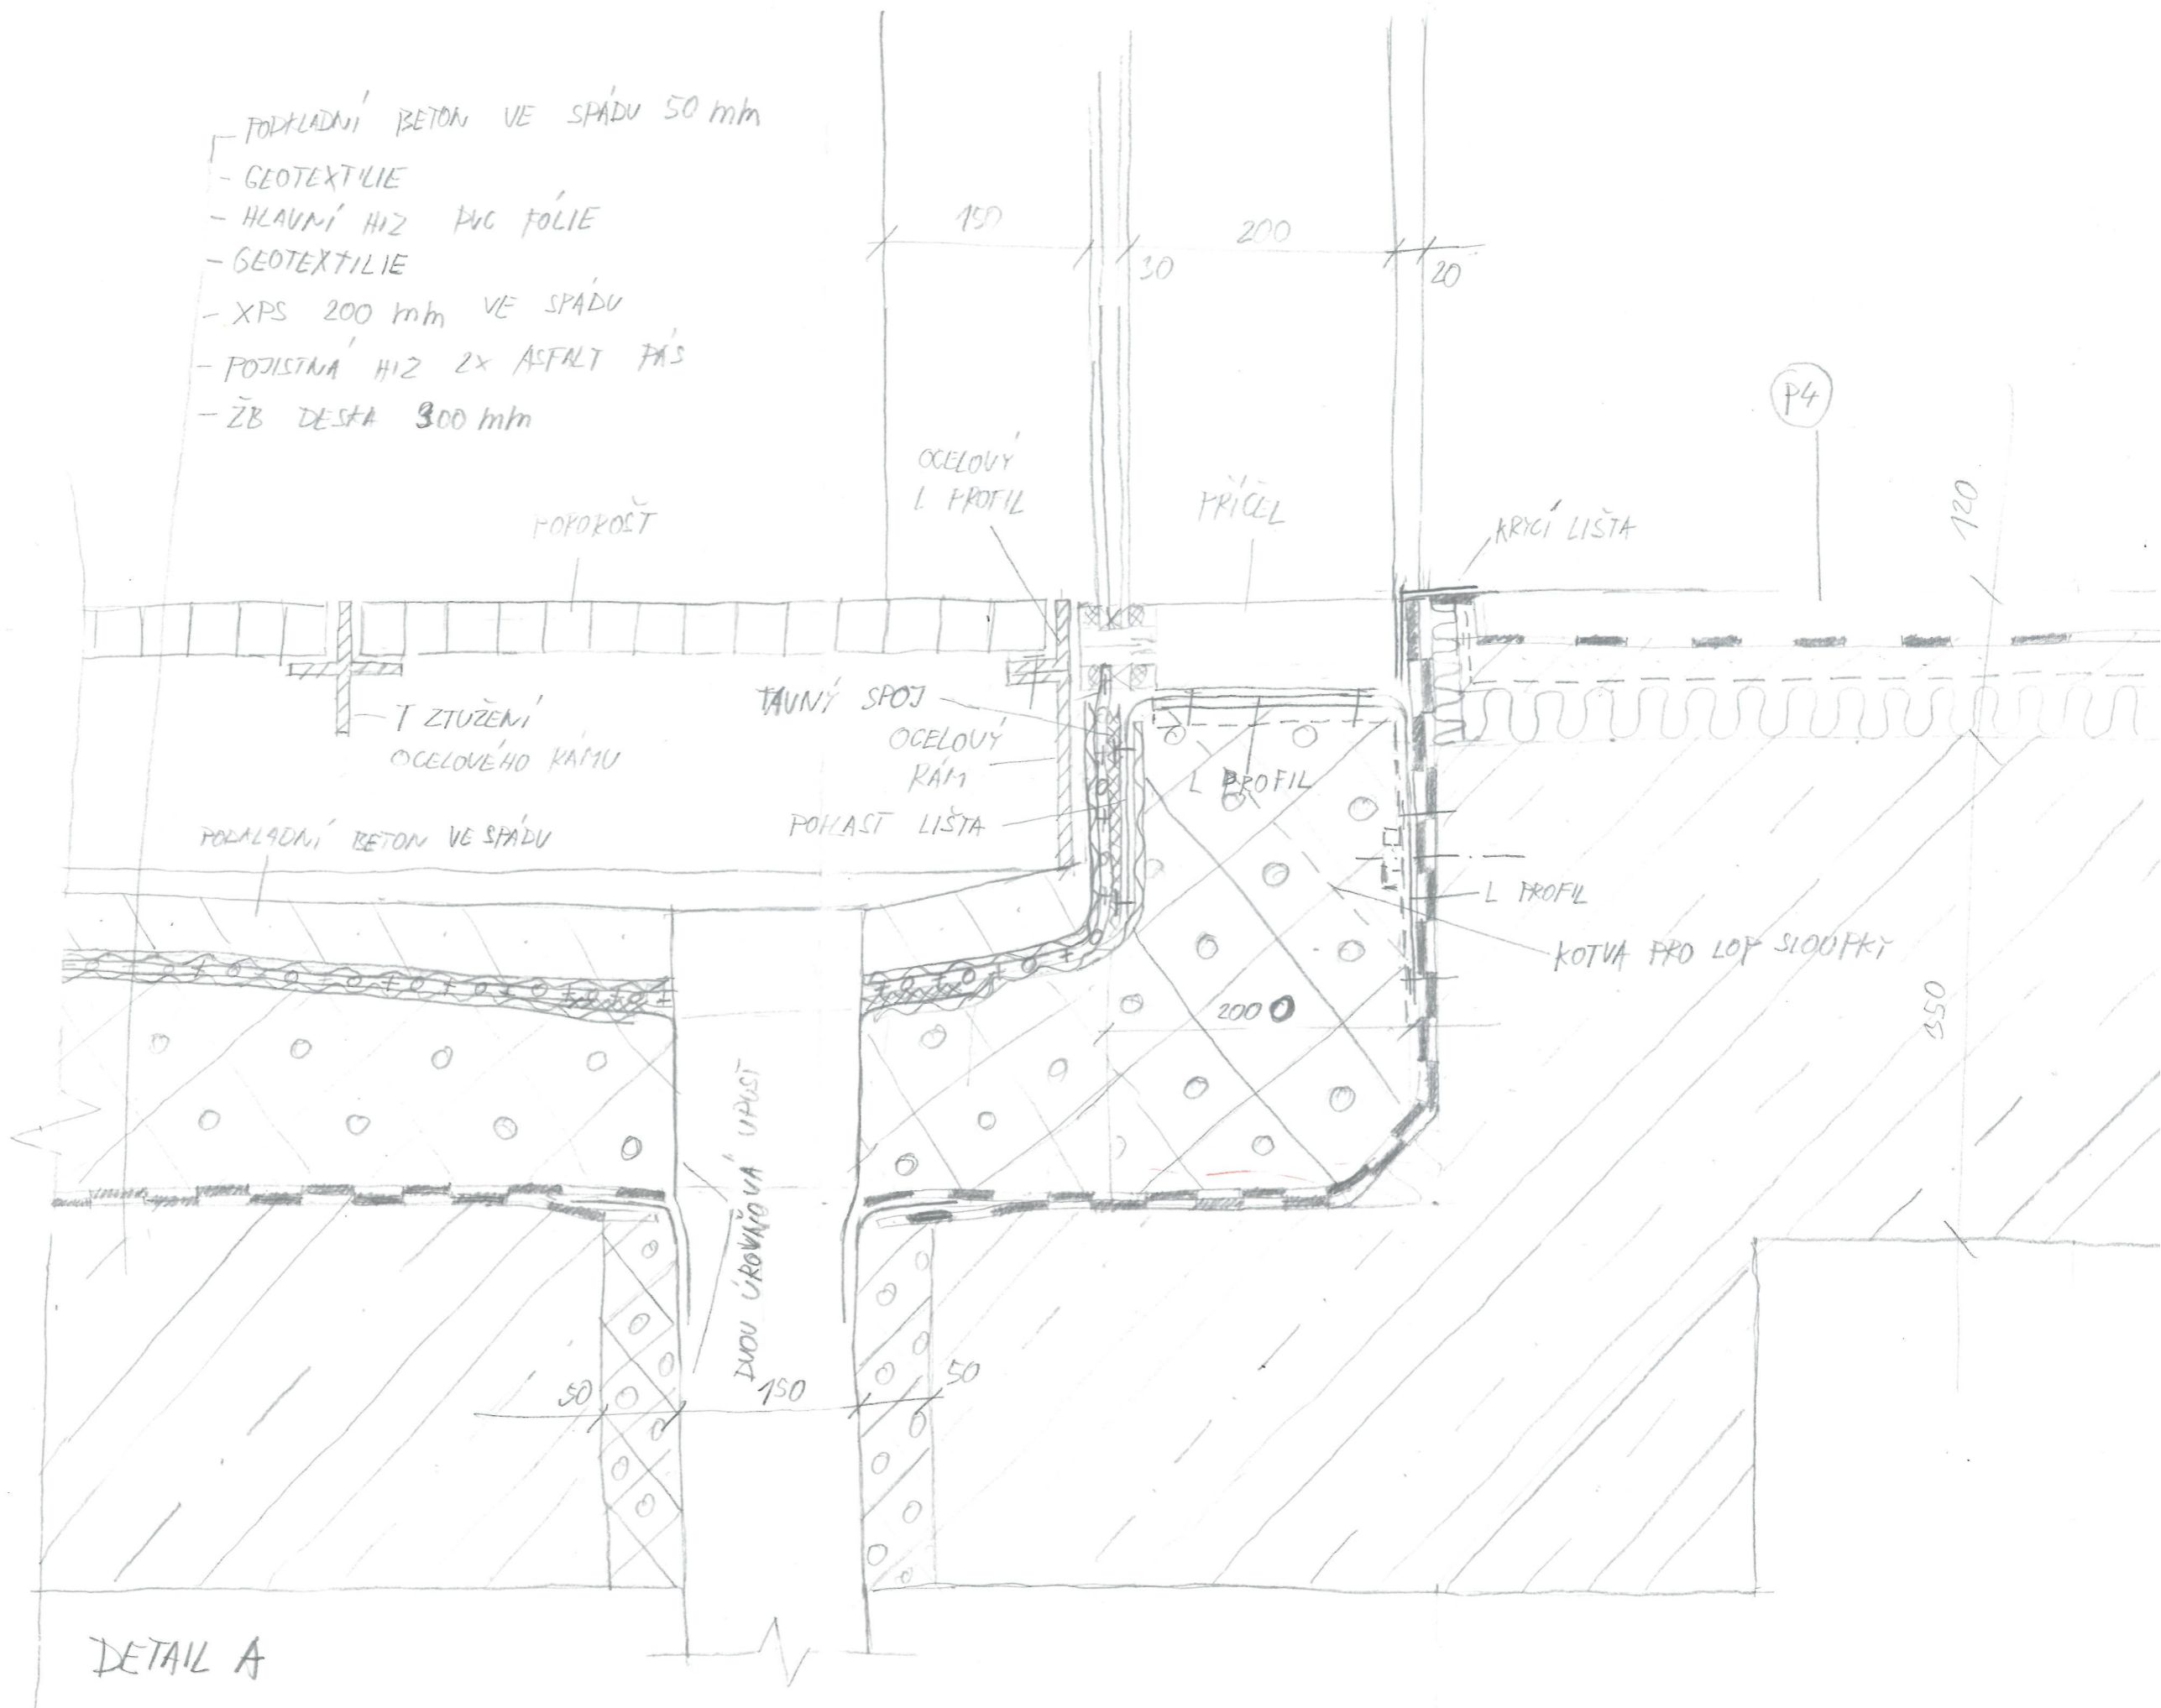 PODKLADNÍ BETON VE SPÁDU 50 mm
- GEOTEXTILIE
- HLAVNÍ HIZ PVC FÓLIE
- GEOTEXTILIE
- XPS 200 mm VE SPÁDU
- POJISTNÁ HIZ 2X ASFALT PÁS
- ŽB DESKA 300 mm
150
30
200
20
P4
120
OCELOVÝ
L PROFIL
POROROŠT
PŘÍČEL
KRYCÍ LIŠTA
T ZTUŽENÍ
OCELOVÉHO RÁMU
TAVNÝ SPOJ
OCELOVÝ
RÁM
POPLAST LIŠTA
L PROFIL
PODKLADNÍ BETON VE SPÁDU
L PROFIL
KOTVA PRO LOP SLOUPKY
200
350
DVOU ÚROVŇOVÁ VPUSŤ
50
150
50
DETAIL A